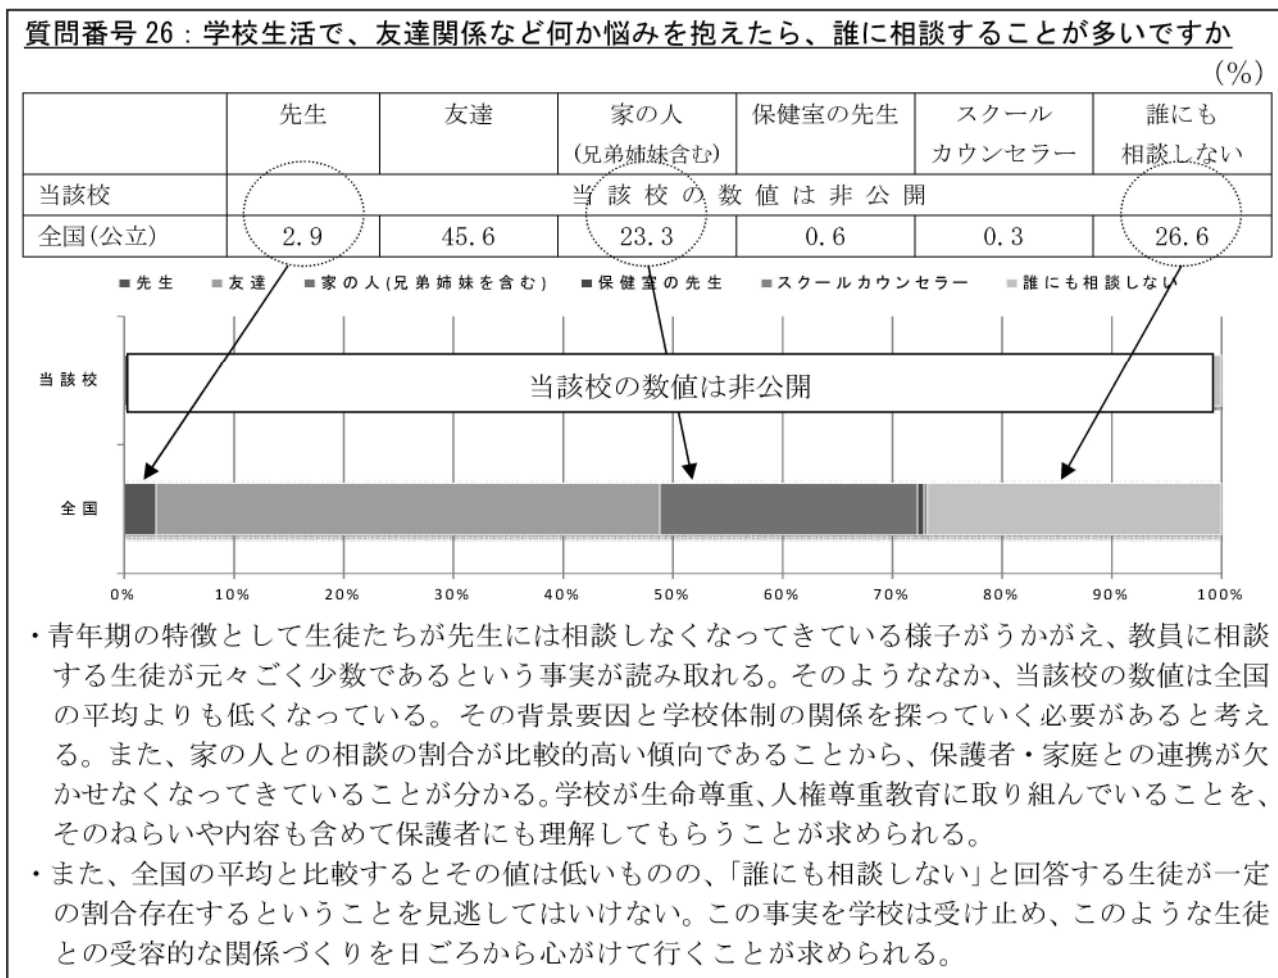 質問番号 26：学校生活で、友達関係など何か悩みを抱えたら、誰に相談することが多いですか
(％)
先生 友達 家の人 保健室の先生 スクール 誰にも
(兄弟姉妹含む) カウンセラー 相談しない
当該校 当該校の数値は非公開
全国(公立) 2.9 45.6 23.3 0.6 0.3 26.6
■先生 ■友達 ■家の人(兄弟姉妹を含む) ■保健室の先生 ■スクールカウンセラー ■誰にも相談しない
当該校 当該校の数値は非公開
全国
0% 10% 20% 30% 40% 50% 60% 70% 80% 90% 100%
・青年期の特徴として生徒たちが先生には相談しなくなってきている様子がうかがえ、教員に相談
する生徒が元々ごく少数であるという事実が読み取れる。そのようななか、当該校の数値は全国
の平均よりも低くなっている。その背景要因と学校体制の関係を探っていく必要があると考え
る。また、家の人との相談の割合が比較的高い傾向であることから、保護者・家庭との連携が欠
かせなくなってきていることが分かる。学校が生命尊重、人権尊重教育に取り組んでいることを、
そのねらいや内容も含めて保護者にも理解してもらうことが求められる。
・また、全国の平均と比較するとその値は低いものの、「誰にも相談しない」と回答する生徒が一定
の割合存在するということを見逃してはいけない。この事実を学校は受け止め、このような生徒
との受容的な関係づくりを日ごろから心がけて行くことが求められる。